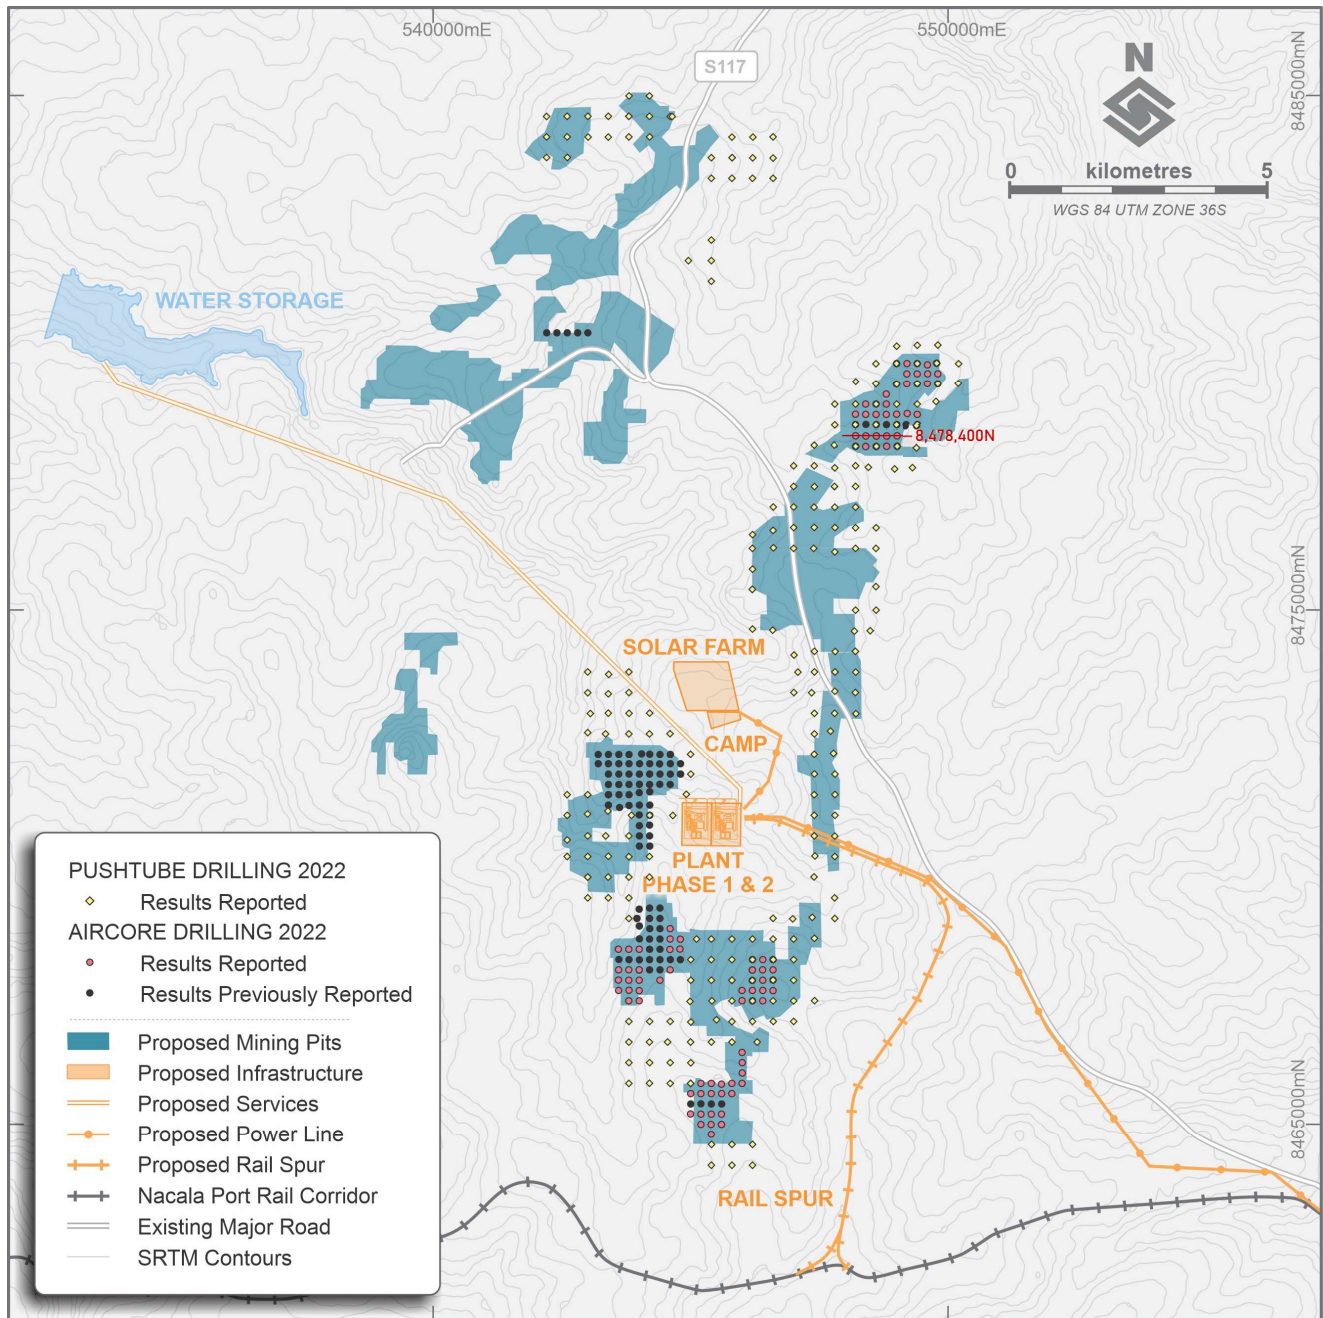 540000mE
550000mE
S117
N
8485000mN
0 kilometres 5
WGS 84 UTM ZONE 36S
WATER STORAGE
8,478,400N
8475000mN
SOLAR FARM
CAMP
PLANT
PHASE 1 & 2
PUSHTUBE DRILLING 2022
Results Reported
AIRCORE DRILLING 2022
Results Reported
Results Previously Reported
Proposed Mining Pits
Proposed Infrastructure
Proposed Services
Proposed Power Line
Proposed Rail Spur
Nacala Port Rail Corridor
Existing Major Road
SRTM Contours
8465000mN
RAIL SPUR